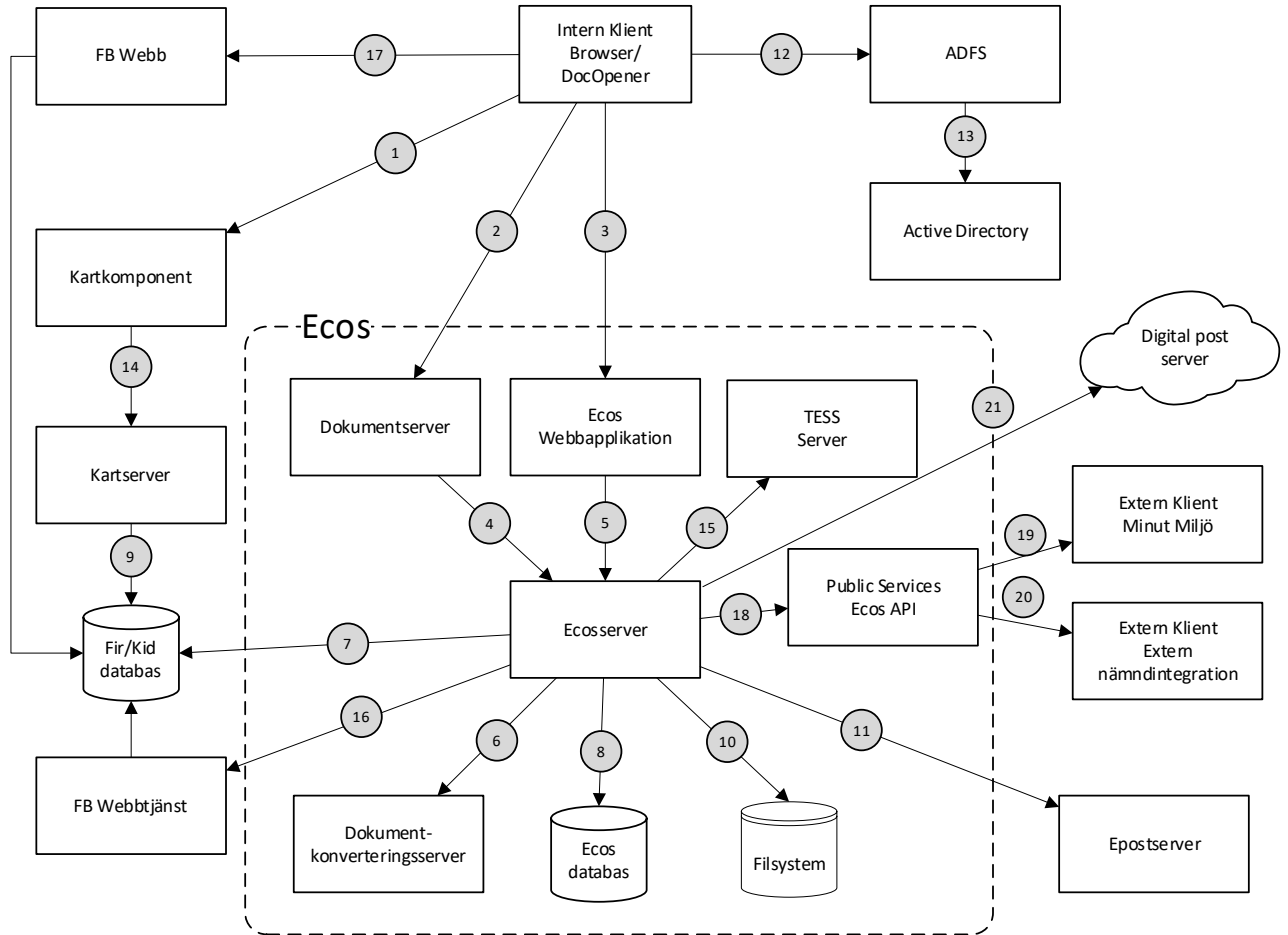 FB Webb
17
Intern Klient
Browser/
DocOpener
12
ADFS
13
1
Active Directory
2
3
Kartkomponent
Ecos
Digital post
server
14
Dokumentserver
Ecos
Webbapplikation
TESS
Server
21
Kartserver
4
5
15
Extern Klient
Minut Miljö
19
9
Public Services
Ecos API
20
18
Ecosserver
Fir/Kid
databas
7
Extern Klient
Extern
nämndintegration
16
6
8
10
11
FB Webbtjänst
Dokument-
konverteringsserver
Ecos
databas
Filsystem
Epostserver